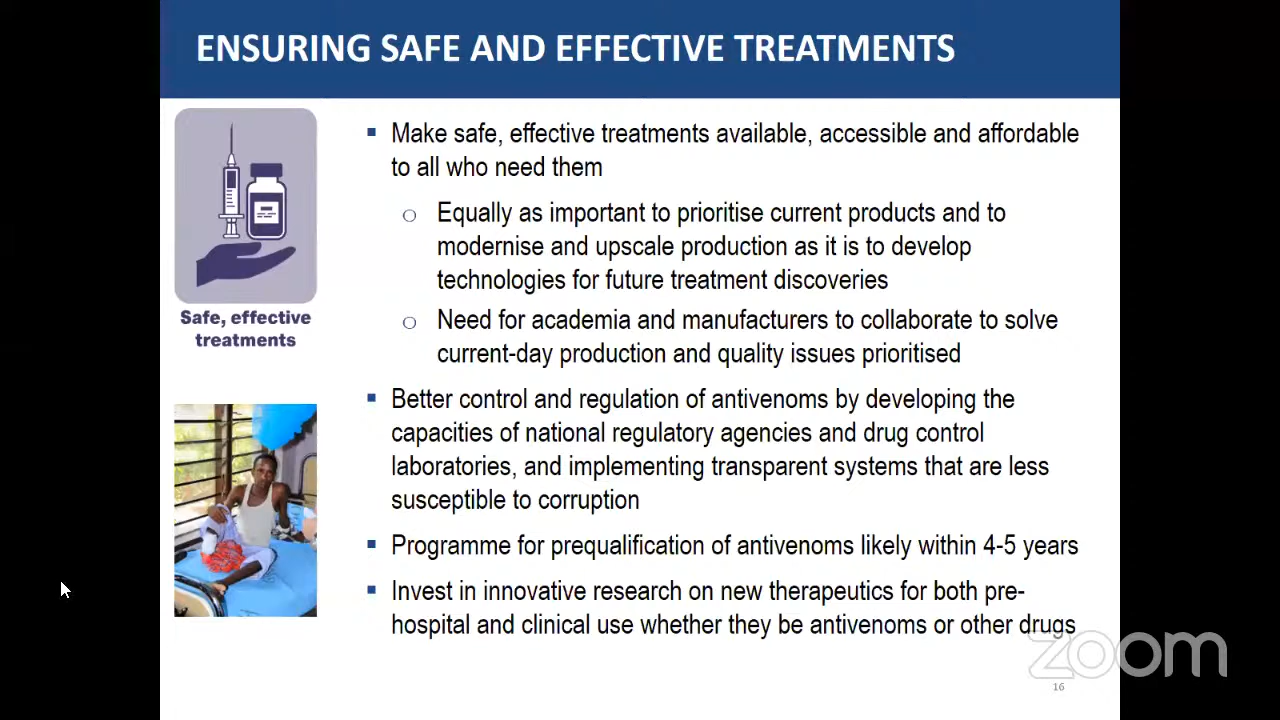 ENSURING SAFE AND EFFECTIVE TREATMENTS
Safe, effective
treatments
▪ Make safe, effective treatments available, accessible and affordable
to all who need them
o Equally as important to prioritise current products and to
modernise and upscale production as it is to develop
technologies for future treatment discoveries
o Need for academia and manufacturers to collaborate to solve
current-day production and quality issues prioritised
▪ Better control and regulation of antivenoms by developing the
capacities of national regulatory agencies and drug control
laboratories, and implementing transparent systems that are less
susceptible to corruption
▪ Programme for prequalification of antivenoms likely within 4-5 years
▪ Invest in innovative research on new therapeutics for both pre-
hospital and clinical use whether they be antivenoms or other drugs
zoom
16